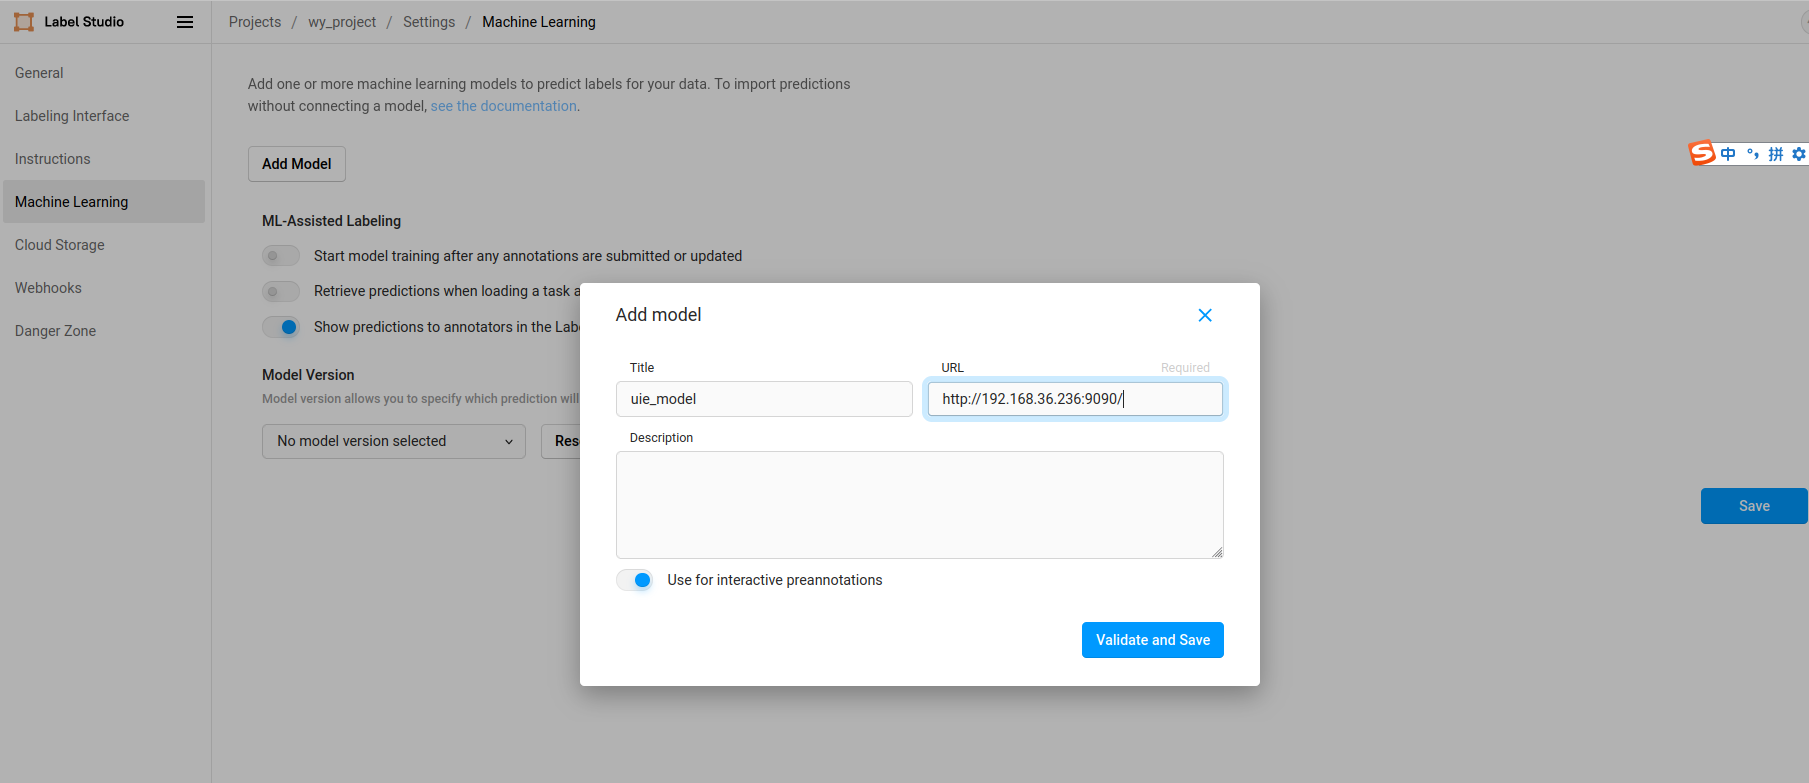 Label Studio
Projects / wy_project / Settings / Machine Learning
General
Labeling Interface
Instructions
Machine Learning
Cloud Storage
Webhooks
Danger Zone
Add one or more machine learning models to predict labels for your data. To import predictions
without connecting a model, see the documentation.
Add Model
S中°,拼
ML-Assisted Labeling
Start model training after any annotations are submitted or updated
Retrieve predictions when loading a task
Show predictions to annotators in the
Model Version
Model version allows you to specify which prediction will
No model version selected
Save
Add model
Title
URL Required
uie_model
http://192.168.36.236:9090/
Description
Use for interactive preannotations
Validate and Save